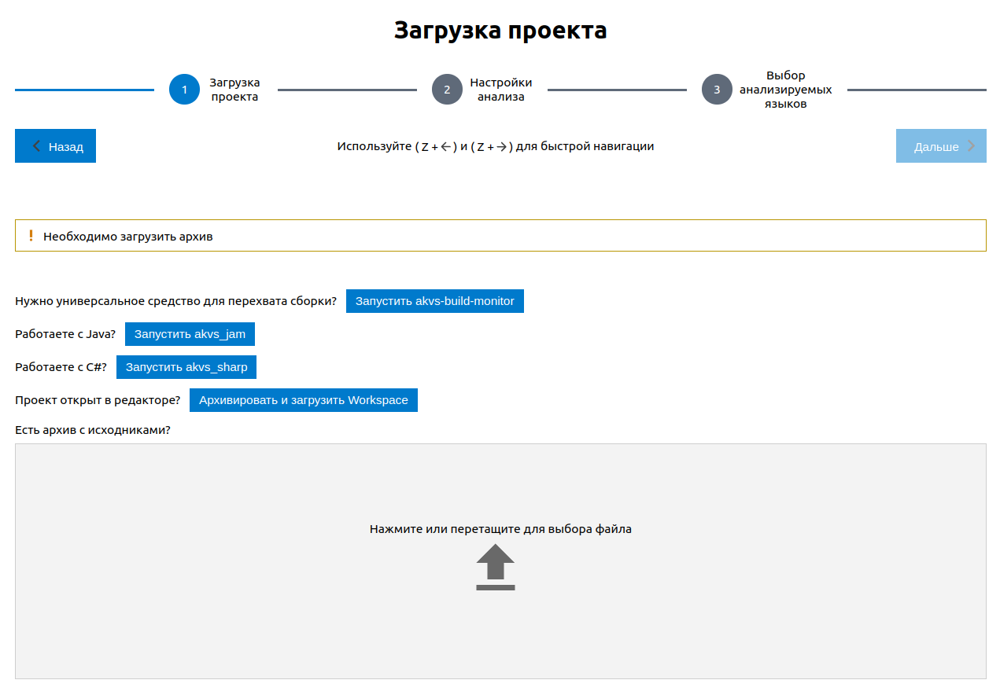 Загрузка проекта
1
Загрузка
проекта
2
Настройки
анализа
3
Выбор
анализируемых
языков
Назад
Используйте ( Z + ← ) и ( Z + → ) для быстрой навигации
Дальше
Необходимо загрузить архив
Нужно универсальное средство для перехвата сборки? Запустить akvs-build-monitor
Работаете с Java? Запустить akvs_jam
Работаете с C#? Запустить akvs_sharp
Проект открыт в редакторе? Архивировать и загрузить Workspace
Есть архив с исходниками?
Нажмите или перетащите для выбора файла